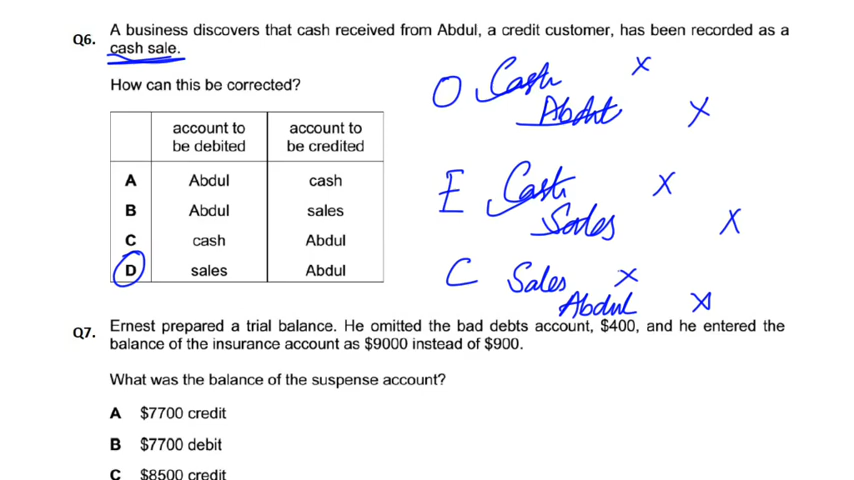 Q6. A business discovers that cash received from Abdul, a credit customer, has been recorded as a
cash sale.
How can this be corrected?
account to be debited account to be credited
A Abdul cash
B Abdul sales
C cash Abdul
D sales Abdul
O Cash x
Abdul x
E Cash x
Sales x
C Sales x
Abdul x
Q7. Ernest prepared a trial balance. He omitted the bad debts account, $400, and he entered the
balance of the insurance account as $9000 instead of $900.
What was the balance of the suspense account?
A $7700 credit
B $7700 debit
C $8500 credit